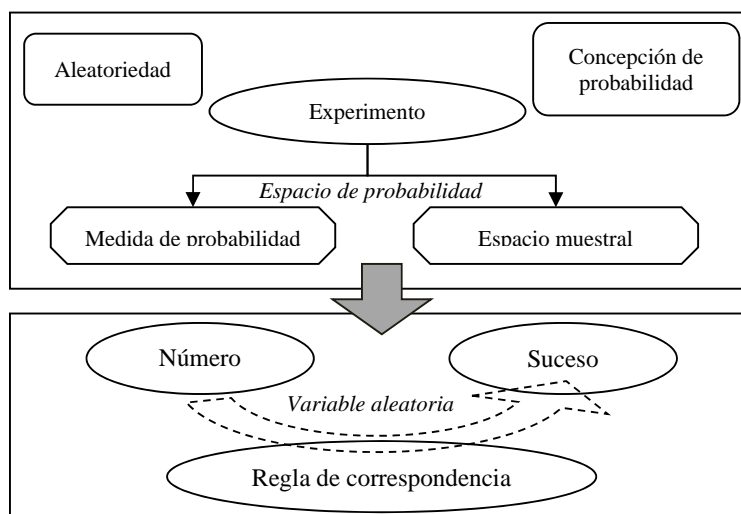 Aleatoriedad
Concepción de
probabilidad
Experimento
Espacio de probabilidad
Medida de probabilidad
Espacio muestral
Número
Suceso
Variable aleatoria
Regla de correspondencia